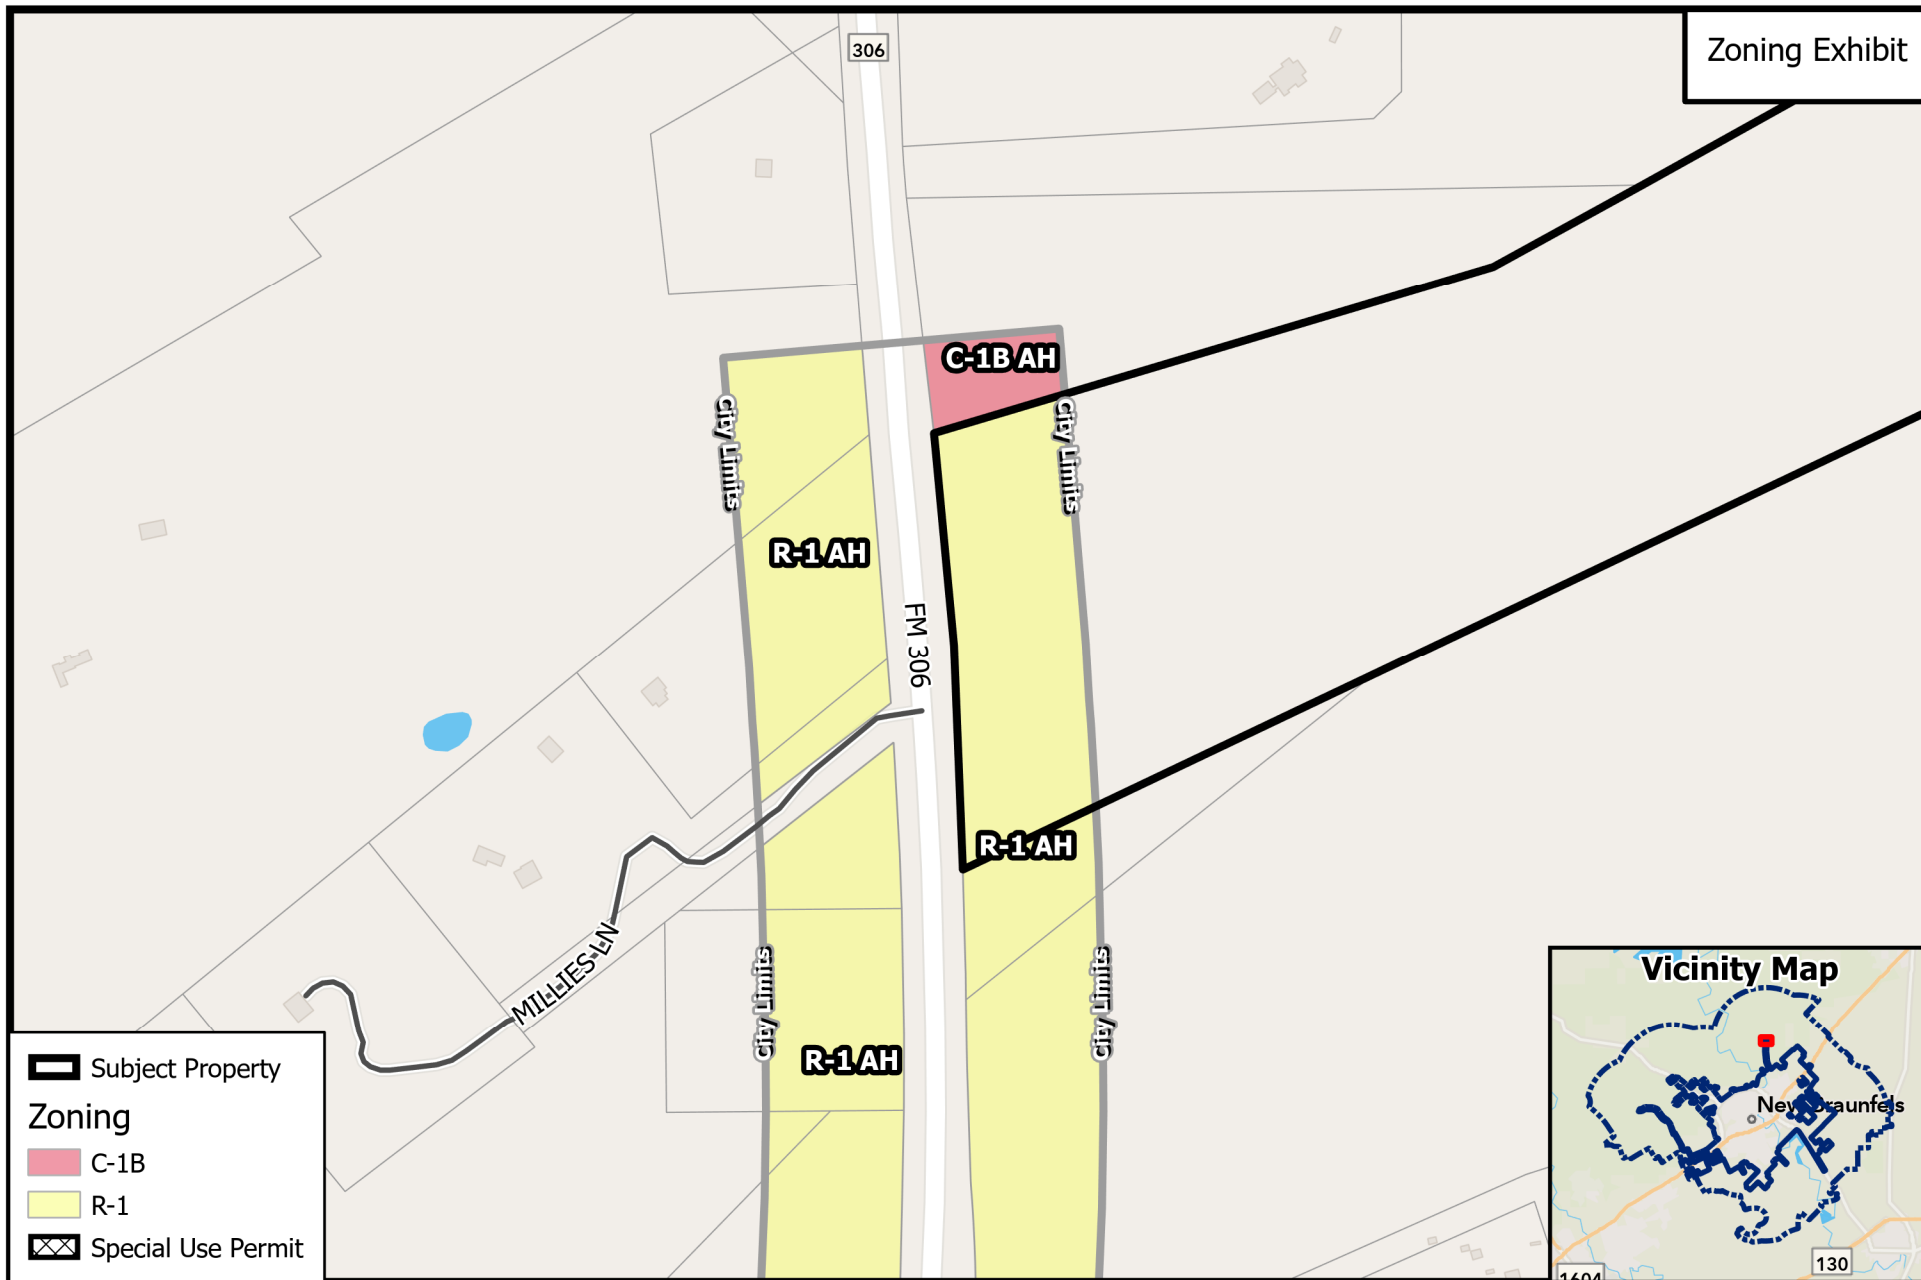 Zoning Exhibit
306
C-1B AH
City Limits
City Limits
R-1 AH
FM 306
R-1 AH
MILLIES LN
City Limits
City Limits
R-1 AH
Subject Property
Zoning
C-1B
R-1
Special Use Permit
Vicinity Map
New Braunfels
130
1604